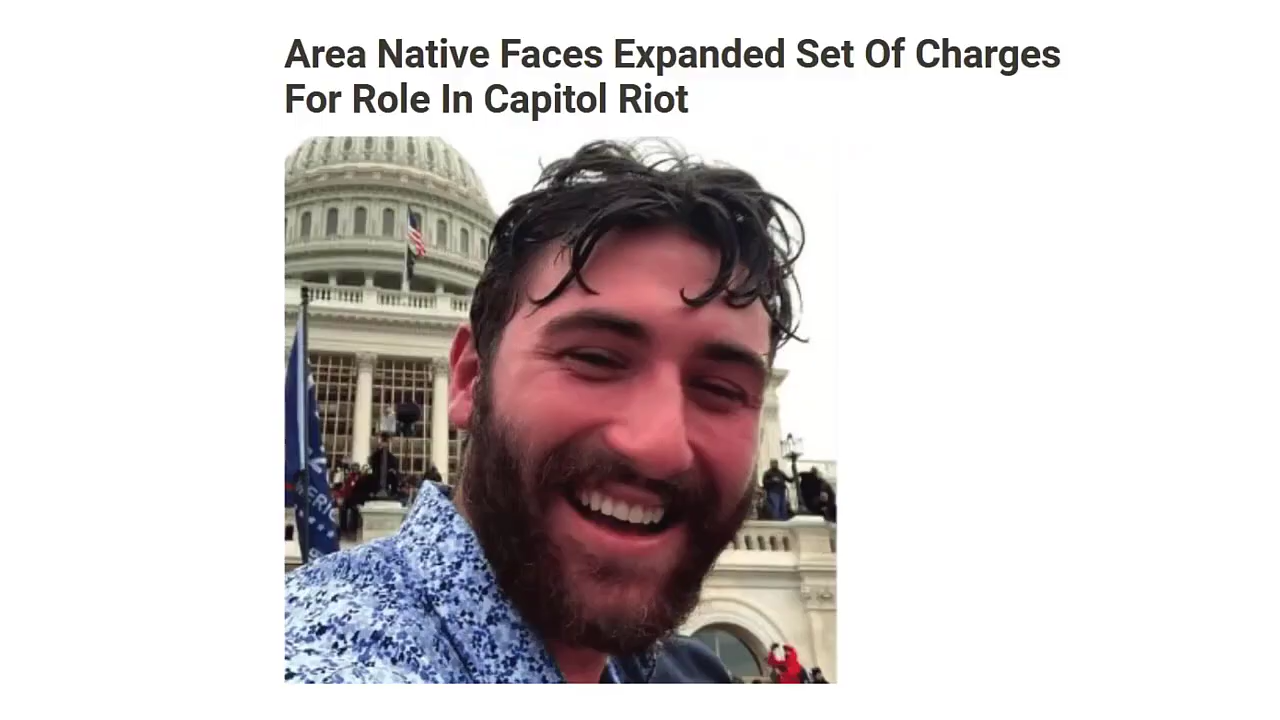 Area Native Faces Expanded Set Of Charges
For Role In Capitol Riot